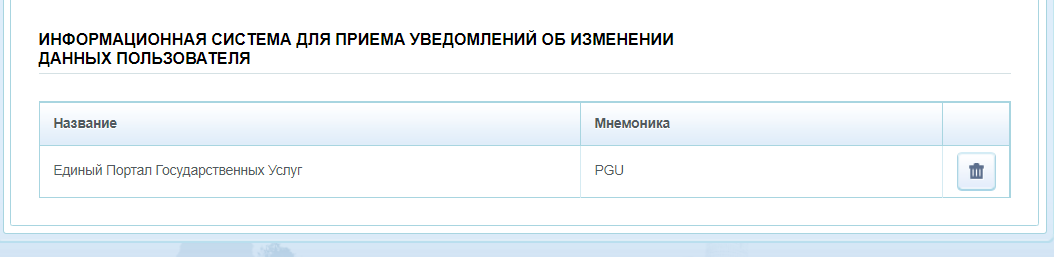 ИНФОРМАЦИОННАЯ СИСТЕМА ДЛЯ ПРИЕМА УВЕДОМЛЕНИЙ ОБ ИЗМЕНЕНИИ
ДАННЫХ ПОЛЬЗОВАТЕЛЯ
Название Мнемоника
Единый Портал Государственных Услуг PGU